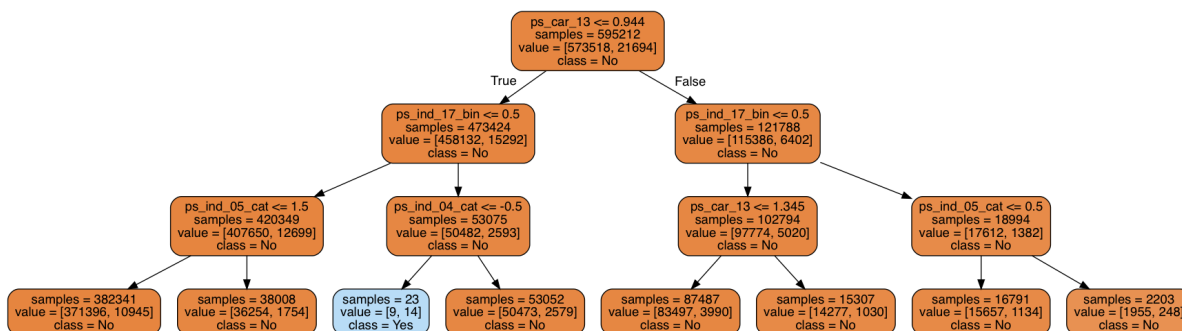 ps_car_13 <= 0.944
samples = 595212
value = [573518, 21694]
class = No
True
False
ps_ind_17_bin <= 0.5
samples = 473424
value = [458132, 15292]
class = No
ps_ind_17_bin <= 0.5
samples = 121788
value = [115386, 6402]
class = No
ps_ind_05_cat <= 1.5
samples = 420349
value = [407650, 12699]
class = No
ps_ind_04_cat <= -0.5
samples = 53075
value = [50482, 2593]
class = No
ps_car_13 <= 1.345
samples = 102794
value = [97774, 5020]
class = No
ps_ind_05_cat <= 0.5
samples = 18994
value = [17612, 1382]
class = No
samples = 382341
value = [371396, 10945]
class = No
samples = 38008
value = [36254, 1754]
class = No
samples = 23
value = [9, 14]
class = Yes
samples = 53052
value = [50473, 2579]
class = No
samples = 87487
value = [83497, 3990]
class = No
samples = 15307
value = [14277, 1030]
class = No
samples = 16791
value = [15657, 1134]
class = No
samples = 2203
value = [1955, 248]
class = No